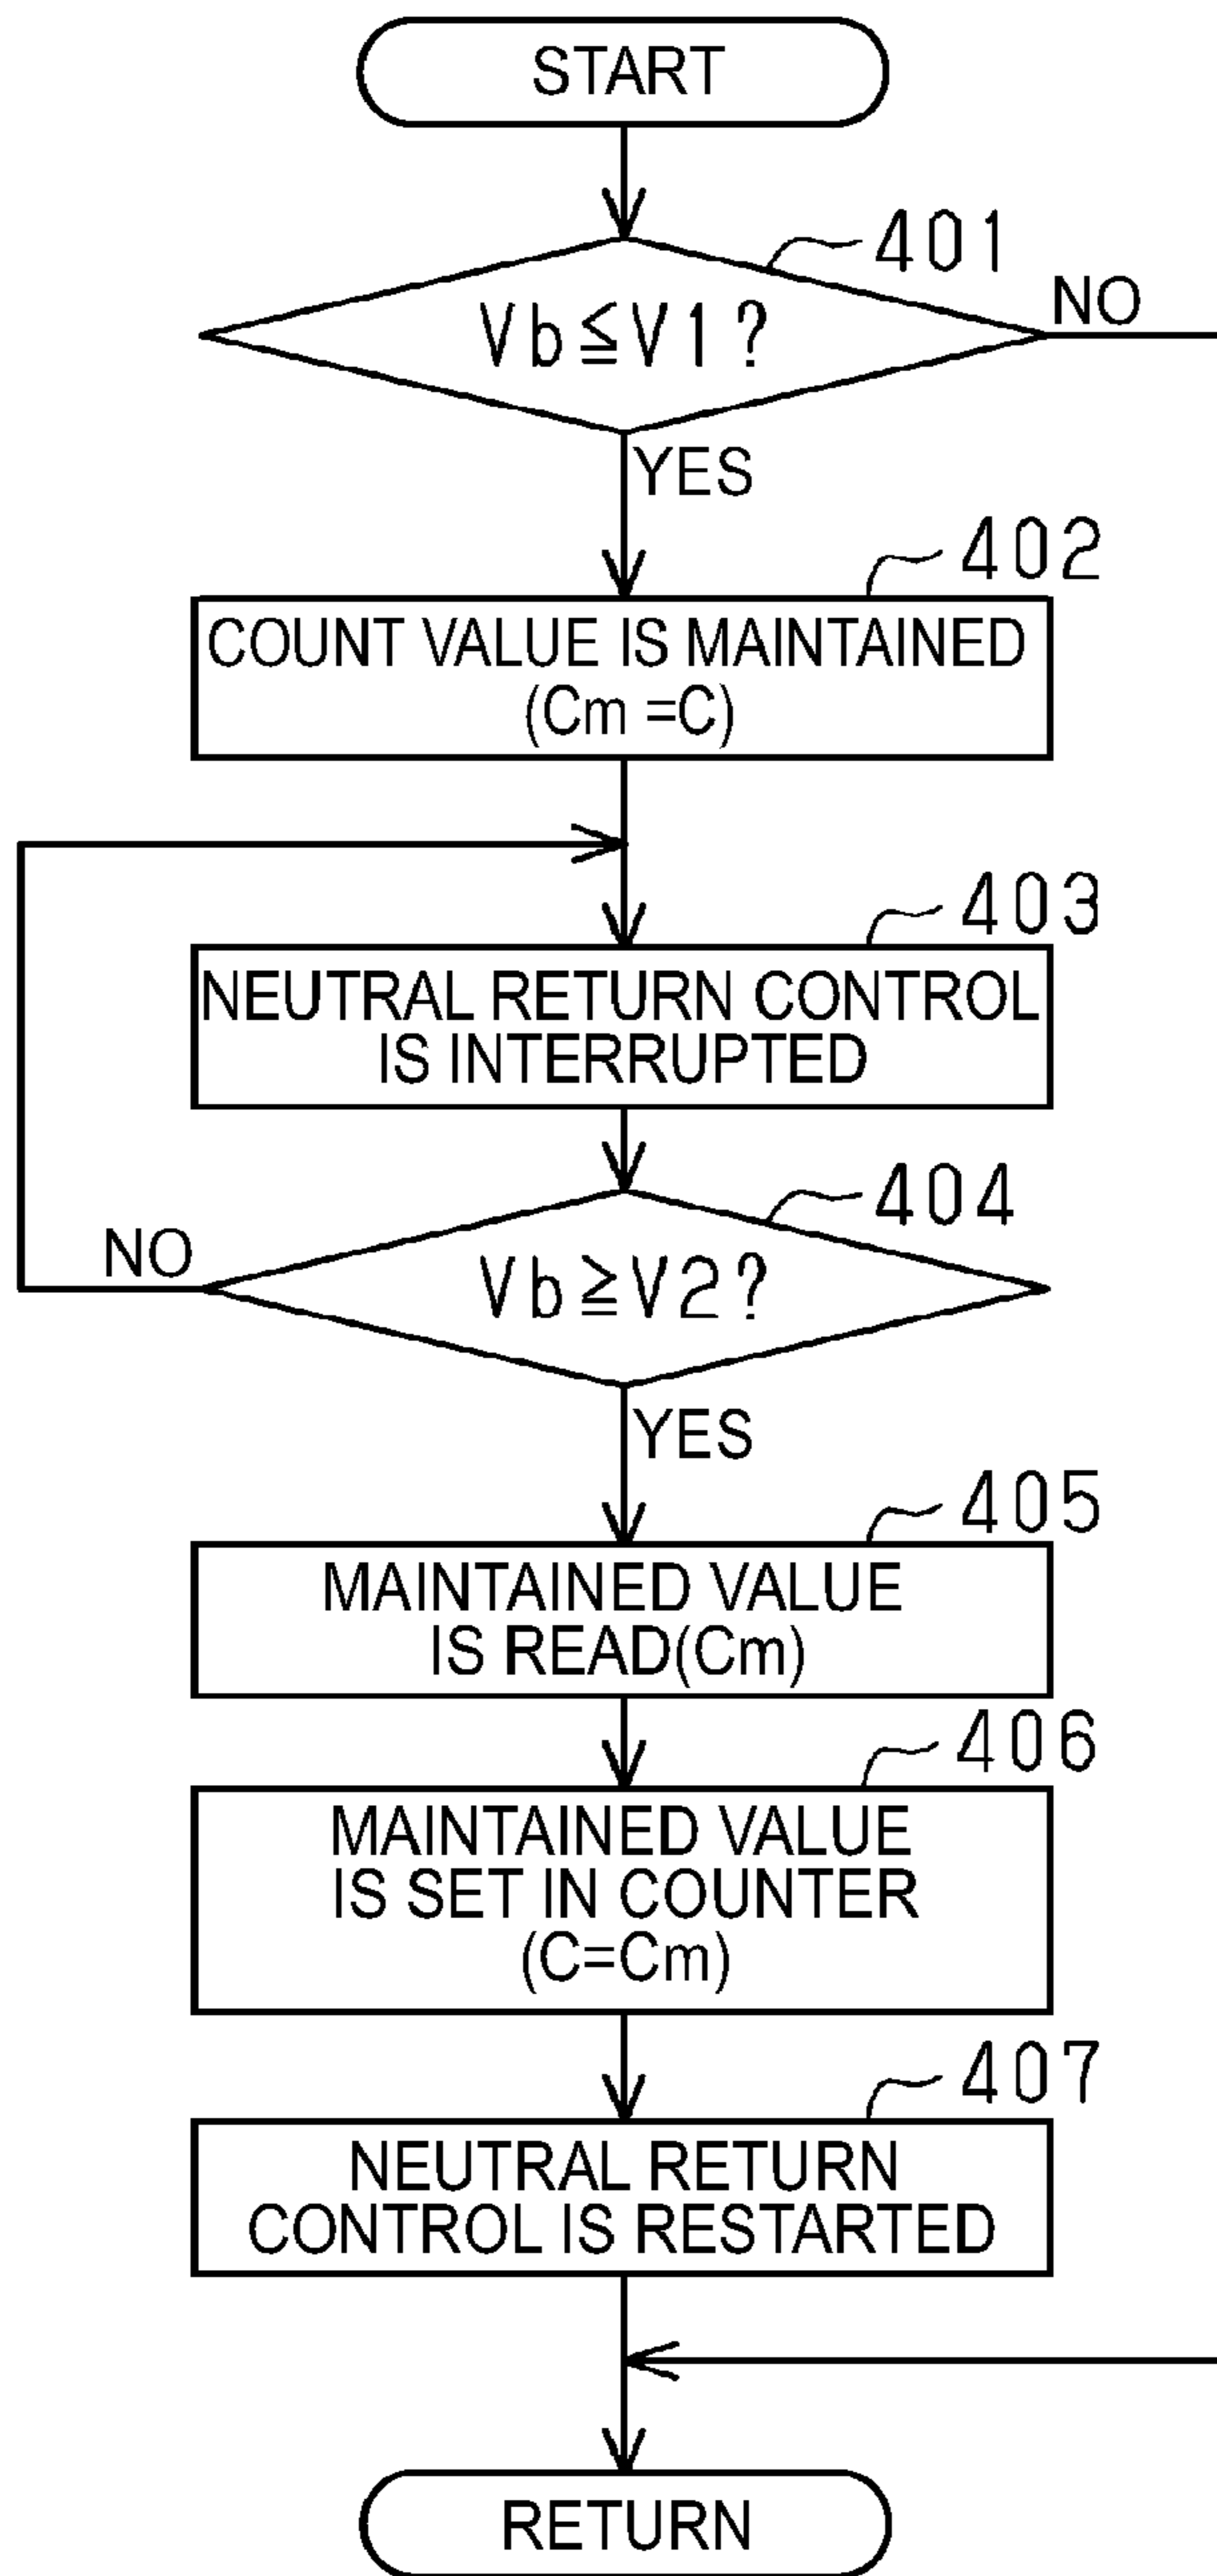 START
401
Vb≦V1?
NO
YES
402
COUNT VALUE IS MAINTAINED
(Cm =C)
403
NEUTRAL RETURN CONTROL
IS INTERRUPTED
404
NO
Vb≧V2?
YES
405
MAINTAINED VALUE
IS READ(Cm)
406
MAINTAINED VALUE
IS SET IN COUNTER
(C=Cm)
407
NEUTRAL RETURN
CONTROL IS RESTARTED
RETURN